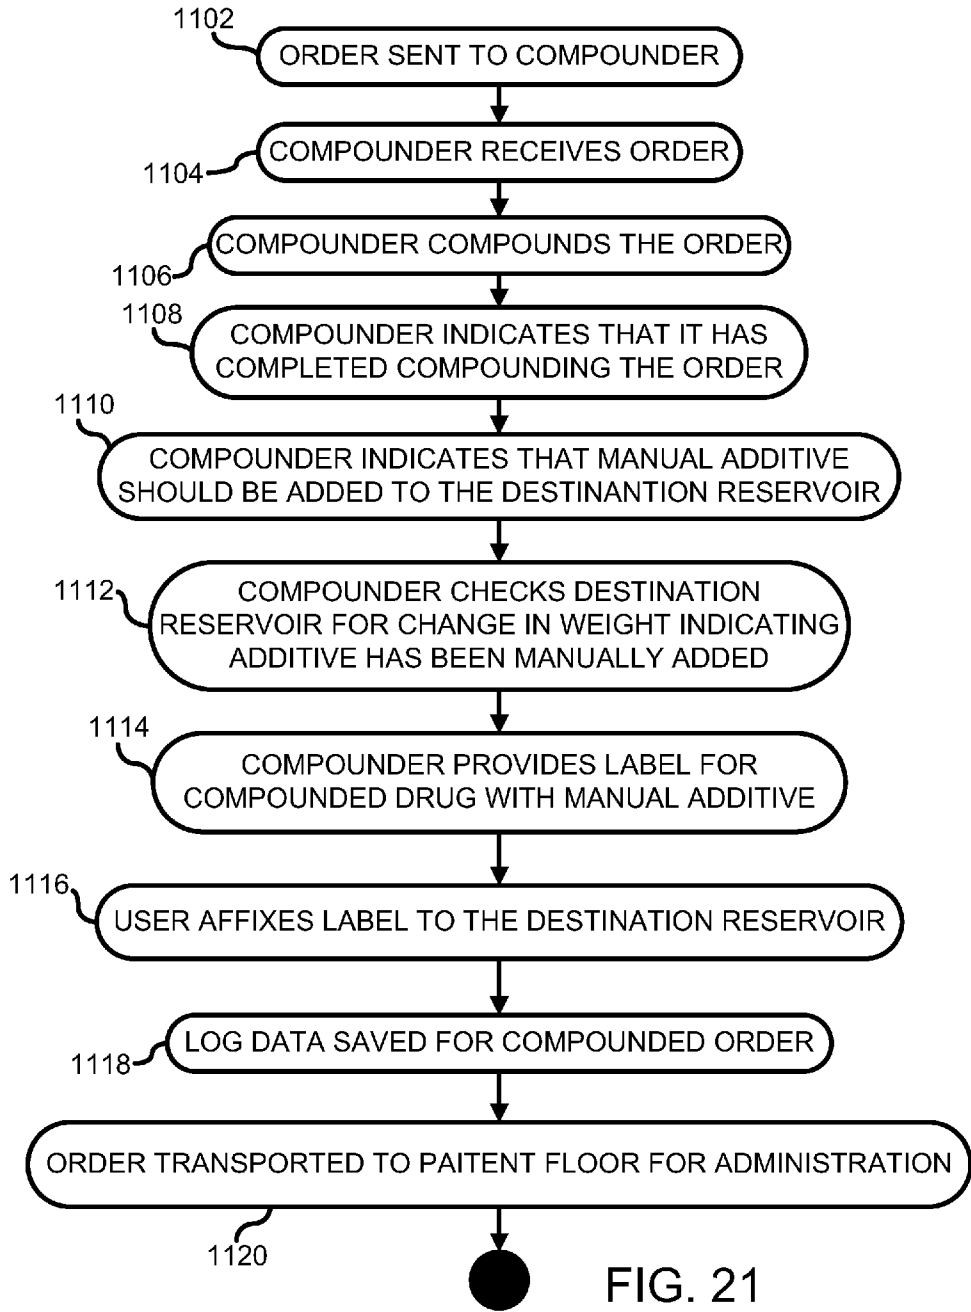 1102
ORDER SENT TO COMPOUNDER
COMPOUNDER RECEIVES ORDER
1104
COMPOUNDER COMPOUNDS THE ORDER
1106
1108
COMPOUNDER INDICATES THAT IT HAS
COMPLETED COMPOUNDING THE ORDER
1110
COMPOUNDER INDICATES THAT MANUAL ADDITIVE
SHOULD BE ADDED TO THE DESTINANTION RESERVOIR
1112
COMPOUNDER CHECKS DESTINATION
RESERVOIR FOR CHANGE IN WEIGHT INDICATING
ADDITIVE HAS BEEN MANUALLY ADDED
1114
COMPOUNDER PROVIDES LABEL FOR
COMPOUNDED DRUG WITH MANUAL ADDITIVE
1116
USER AFFIXES LABEL TO THE DESTINATION RESERVOIR
LOG DATA SAVED FOR COMPOUNDED ORDER
1118
ORDER TRANSPORTED TO PAITENT FLOOR FOR ADMINISTRATION
1120
FIG. 21